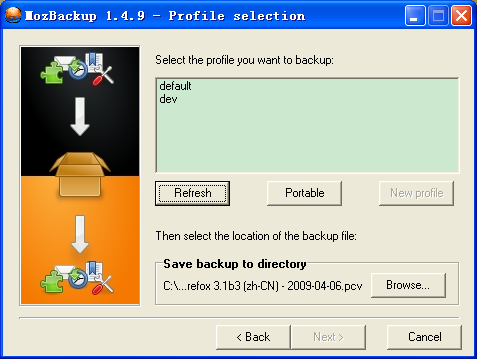 MozBackup 1.4.9 - Profile selection
Select the profile you want to backup:
default
dev
Refresh
Portable
New profile
Then select the location of the backup file:
Save backup to directory
C:\...refox 3.1b3 (zh-CN) - 2009-04-06.pcv
Browse...
< Back
Next >
Cancel